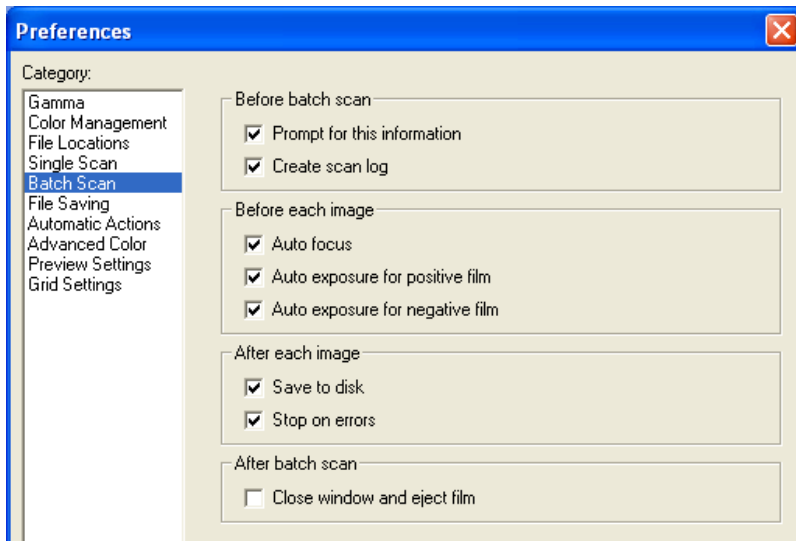 Preferences
Category:
Gamma
Color Management
File Locations
Single Scan
Batch Scan
File Saving
Automatic Actions
Advanced Color
Preview Settings
Grid Settings
Before batch scan
Prompt for this information
Create scan log
Before each image
Auto focus
Auto exposure for positive film
Auto exposure for negative film
After each image
Save to disk
Stop on errors
After batch scan
Close window and eject film